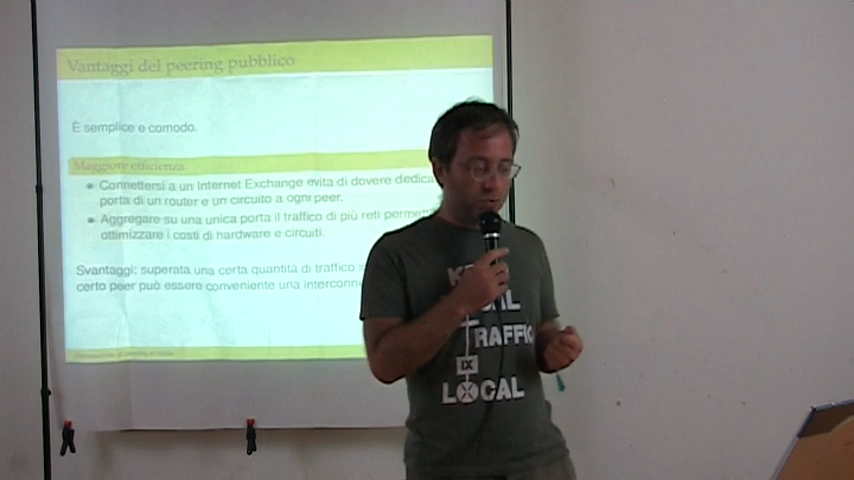 Vantaggi del peering pubblico
È semplice e comodo.
Maggiore efficienza
Connettersi a un Internet Exchange evita di dovere dedica
porta di un router e un circuito a ogni peer.
Aggregare su una unica porta il traffico di più reti permett
ottimizzare i costi di hardware e circuiti.
Svantaggi: superata una certa quantità di traffico
certo peer può essere conveniente una interconne
TRAFFIC
IX
LOCAL